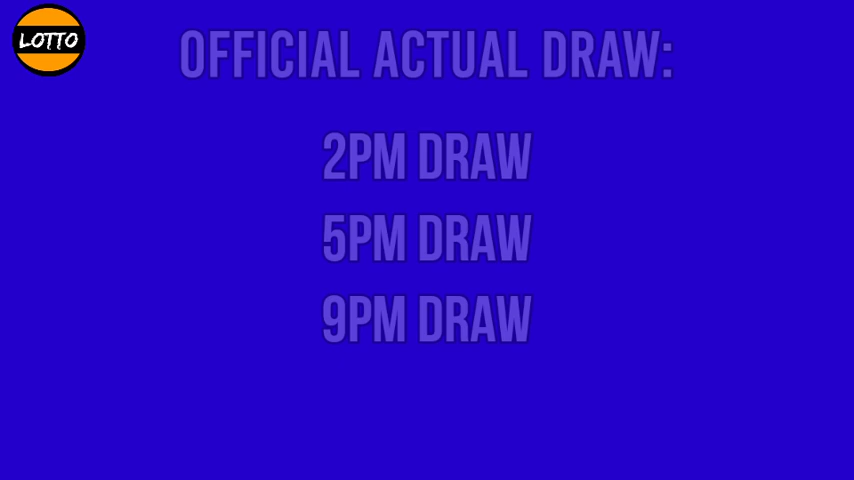 LOTTO
OFFICIAL ACTUAL DRAW:
2PM DRAW
5PM DRAW
9PM DRAW